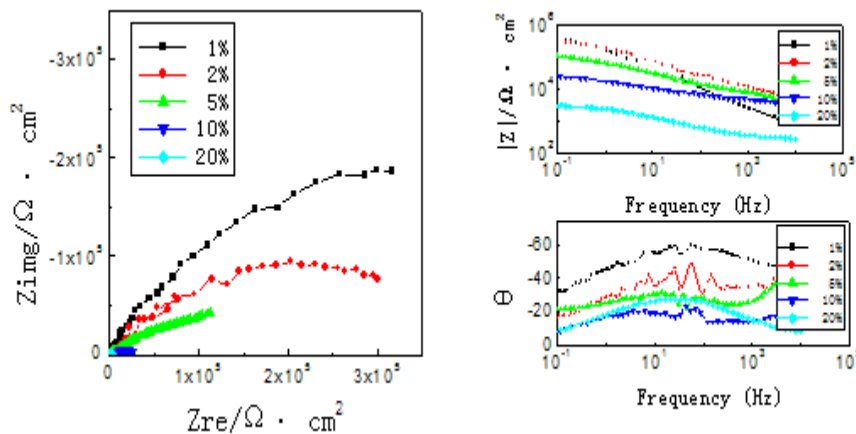 -3x10⁵
-2x10⁵
-1x10⁵
0
Zimg/Ω · cm²
1%
2%
5%
10%
20%
0 1x10⁵ 2x10⁵ 3x10⁵
Zre/Ω · cm²
10⁶
10⁴
10²
|Z|/Ω · cm²
1%
2%
5%
10%
20%
10⁻¹ 10¹ 10³ 10⁵
Frequency (Hz)
-60
-40
-20
0
Θ
1%
2%
5%
10%
20%
10⁻¹ 10¹ 10³ 10⁵
Frequency (Hz)